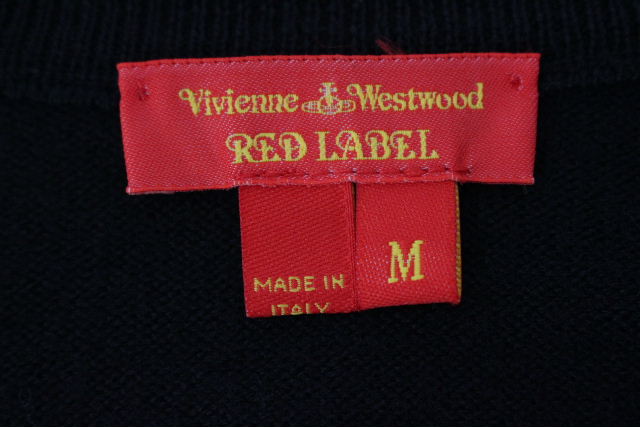 Vivienne Westwood
RED LABEL
MADE IN
ITALY
M